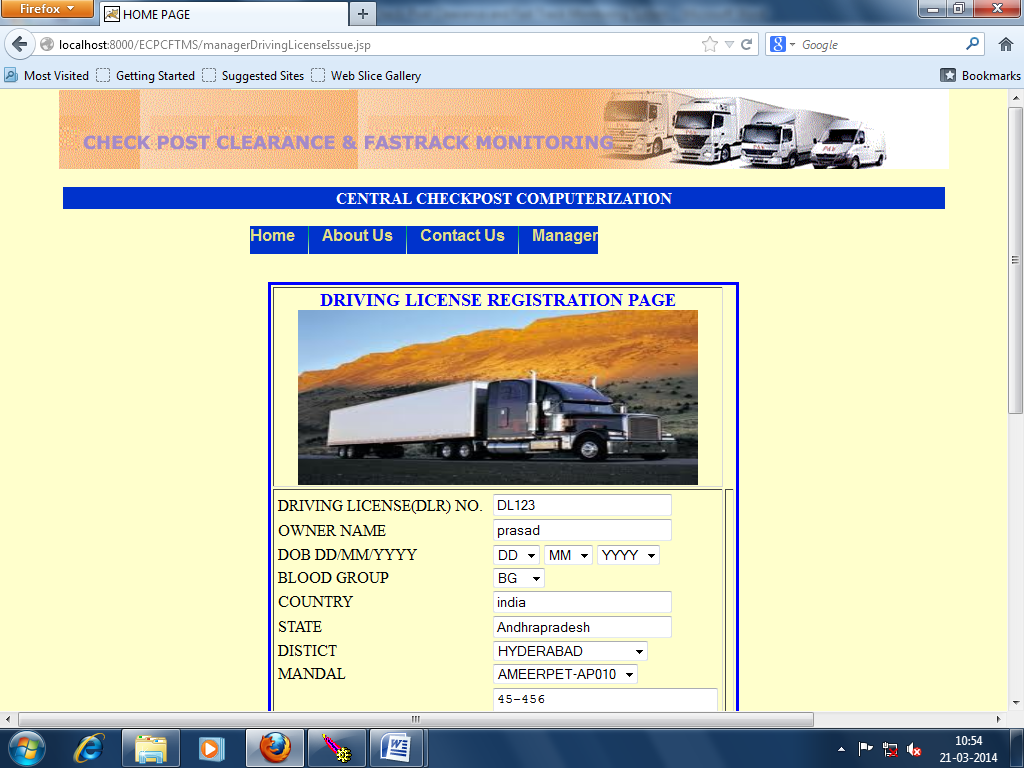 Firefox
HOME PAGE
localhost:8000/ECPCFTMS/managerDrivingLicenseIssue.jsp
Google
Most Visited
Getting Started
Suggested Sites
Web Slice Gallery
Bookmarks
CHECK POST CLEARANCE & FASTRACK MONITORING
CENTRAL CHECKPOST COMPUTERIZATION
Home
About Us
Contact Us
Manager
DRIVING LICENSE REGISTRATION PAGE
DRIVING LICENSE(DLR) NO. DL123
OWNER NAME prasad
DOB DD/MM/YYYY DD MM YYYY
BLOOD GROUP BG
COUNTRY india
STATE Andhrapradesh
DISTICT HYDERABAD
MANDAL AMEERPET-AP010
45-456
10:54
21-03-2014